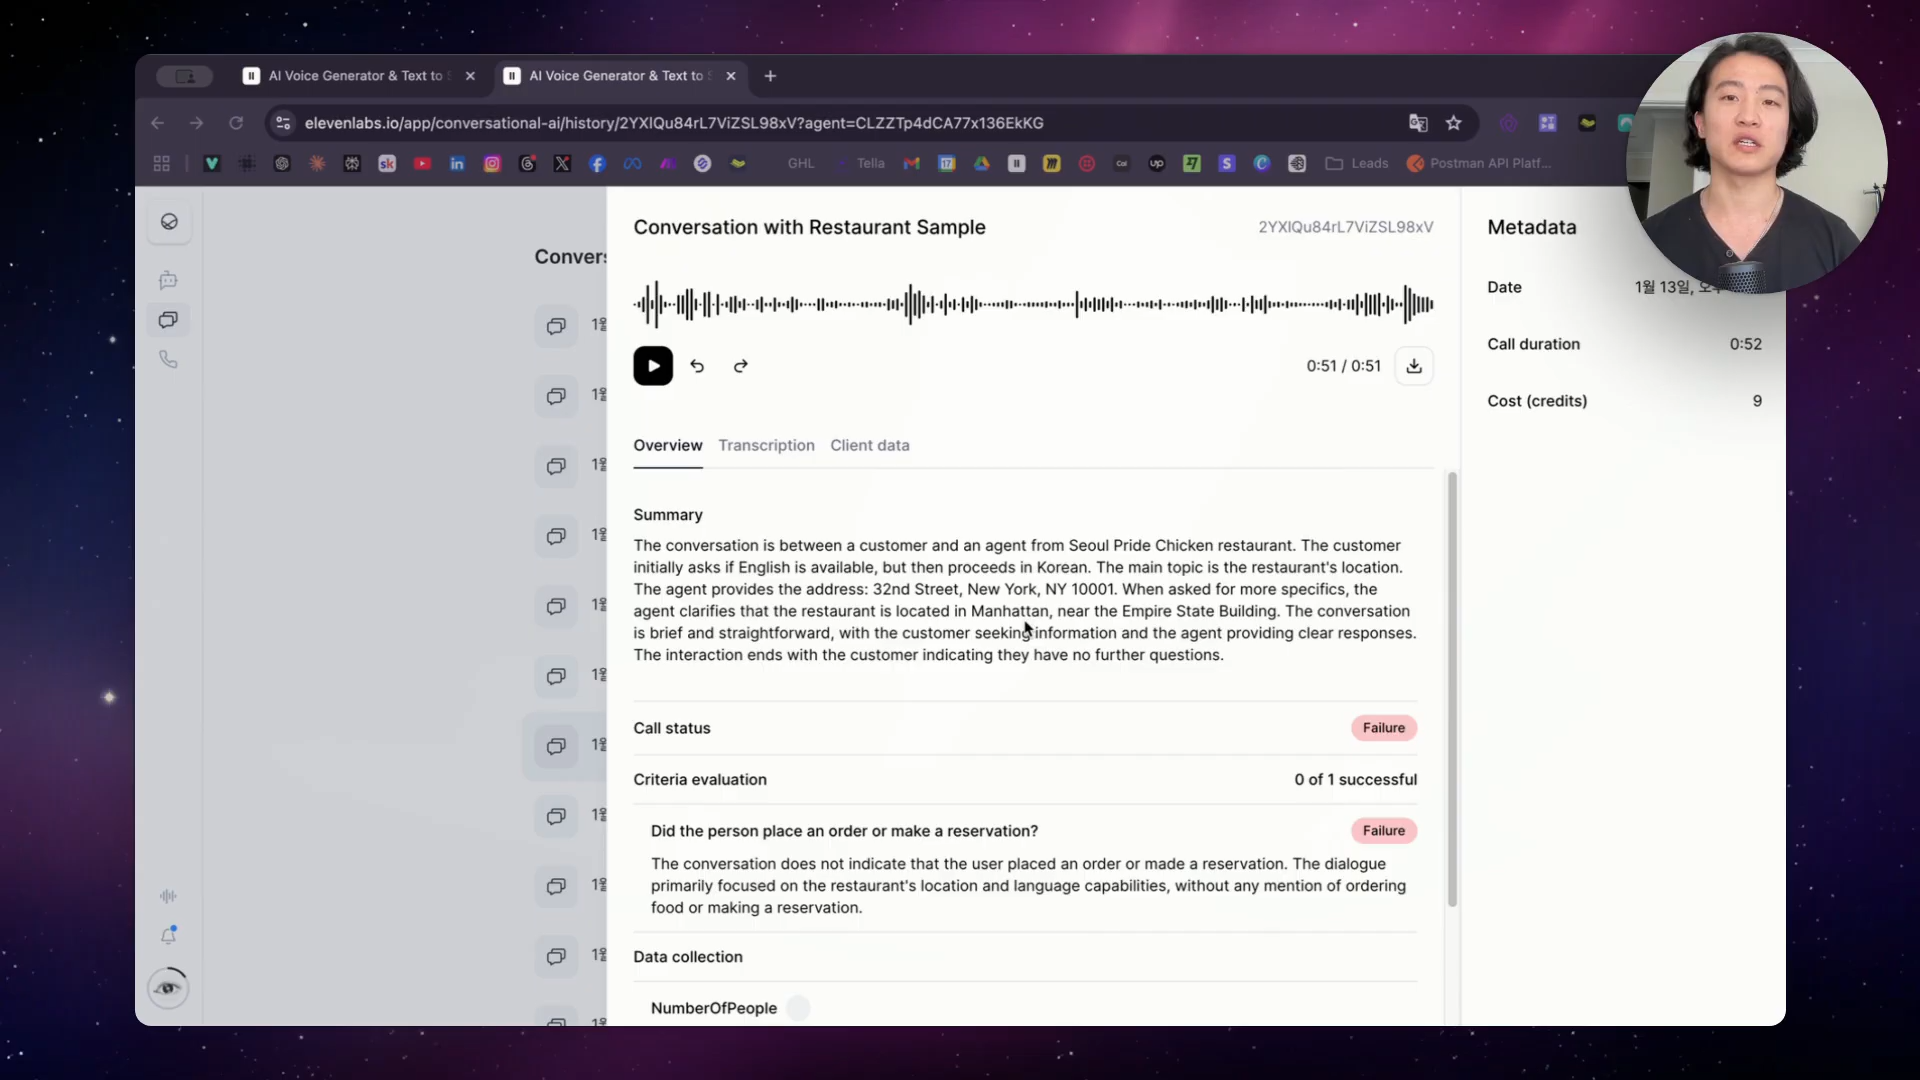 AI Voice Generator & Text to S
AI Voice Generator & Text to S
elevenlabs.io/app/conversational-ai/history/2YXIQu84rL7ViZSL98xV?agent=CLZZTp4dCA77x136EkKG
GHL
Tella
Leads
Postman API Platf...
Conver
Conversation with Restaurant Sample
2YXIQu84rL7ViZSL98xV
0:51 / 0:51
Overview
Transcription
Client data
Summary
The conversation is between a customer and an agent from Seoul Pride Chicken restaurant. The customer
initially asks if English is available, but then proceeds in Korean. The main topic is the restaurant's location.
The agent provides the address: 32nd Street, New York, NY 10001. When asked for more specifics, the
agent clarifies that the restaurant is located in Manhattan, near the Empire State Building. The conversation
is brief and straightforward, with the customer seeking information and the agent providing clear responses.
The interaction ends with the customer indicating they have no further questions.
Call status
Failure
Criteria evaluation
0 of 1 successful
Did the person place an order or make a reservation?
Failure
The conversation does not indicate that the user placed an order or made a reservation. The dialogue
primarily focused on the restaurant's location and language capabilities, without any mention of ordering
food or making a reservation.
Data collection
NumberOfPeople
Metadata
Date
1월 13일,
Call duration
0:52
Cost (credits)
9